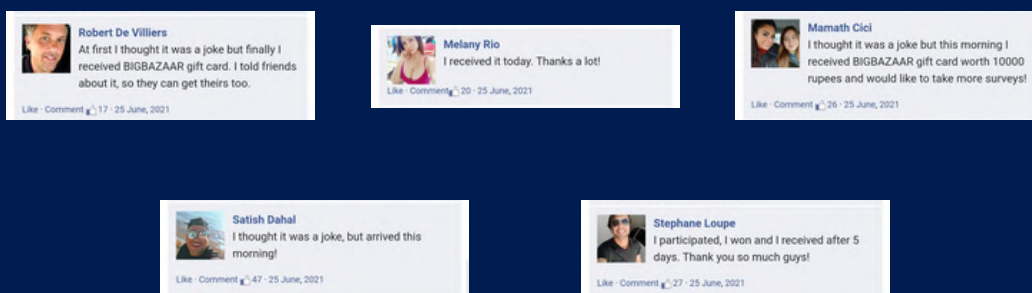 Robert De Villiers
At first I thought it was a joke but finally I
received BIGBAZAAR gift card. I told friends
about it, so they can get theirs too.
Like · Comment 17 · 25 June, 2021
Melany Rio
I received it today. Thanks a lot!
Like · Comment 20 · 25 June, 2021
Mamath Cici
I thought it was a joke but this morning I
received BIGBAZAAR gift card worth 10000
rupees and would like to take more surveys!
Like · Comment 26 · 25 June, 2021
Satish Dahal
I thought it was a joke, but arrived this
morning!
Like · Comment 47 · 25 June, 2021
Stephane Loupe
I participated, I won and I received after 5
days. Thank you so much guys!
Like · Comment 27 · 25 June, 2021